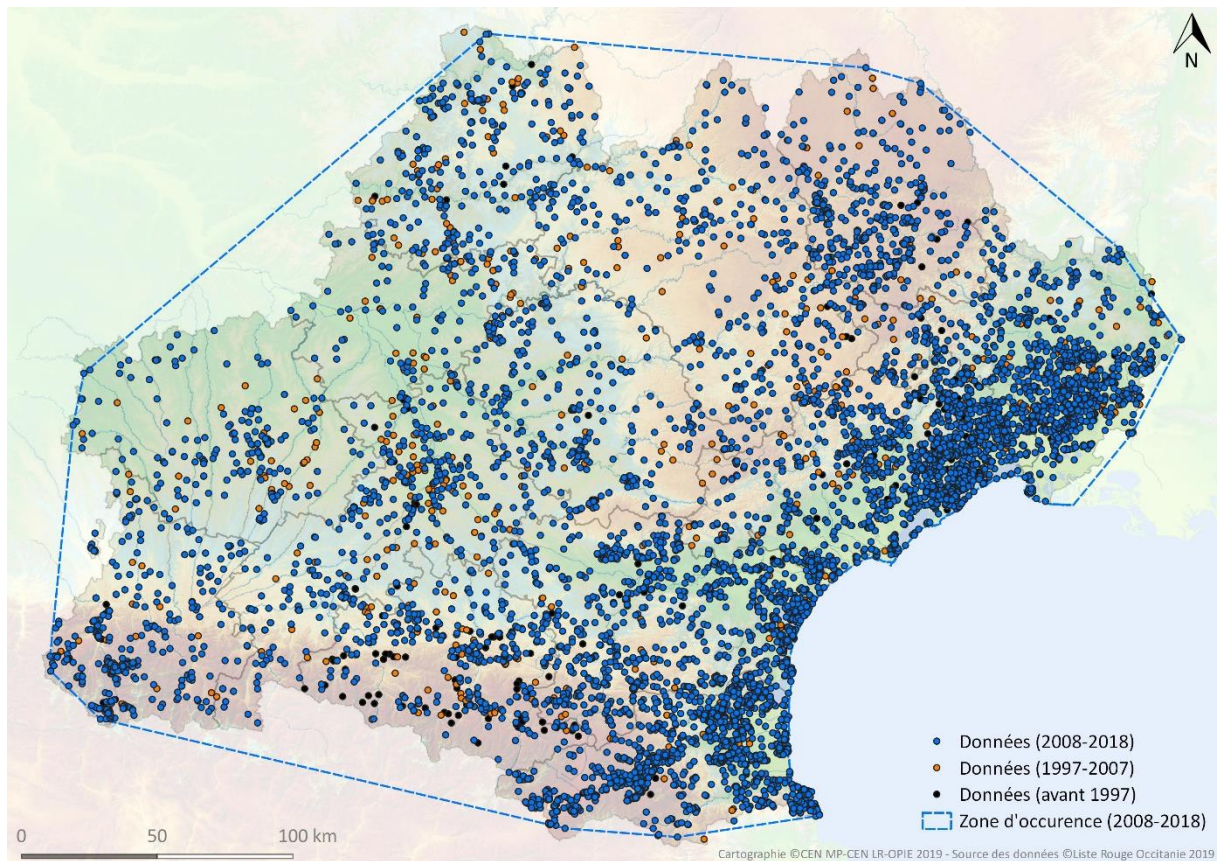 N
Données (2008-2018)
Données (1997-2007)
Données (avant 1997)
Zone d'occurence (2008-2018)
0 50 100 km
Cartographie ©CEN MP-CEN LR-OPIE 2019 - Source des données ©Liste Rouge Occitanie 2019